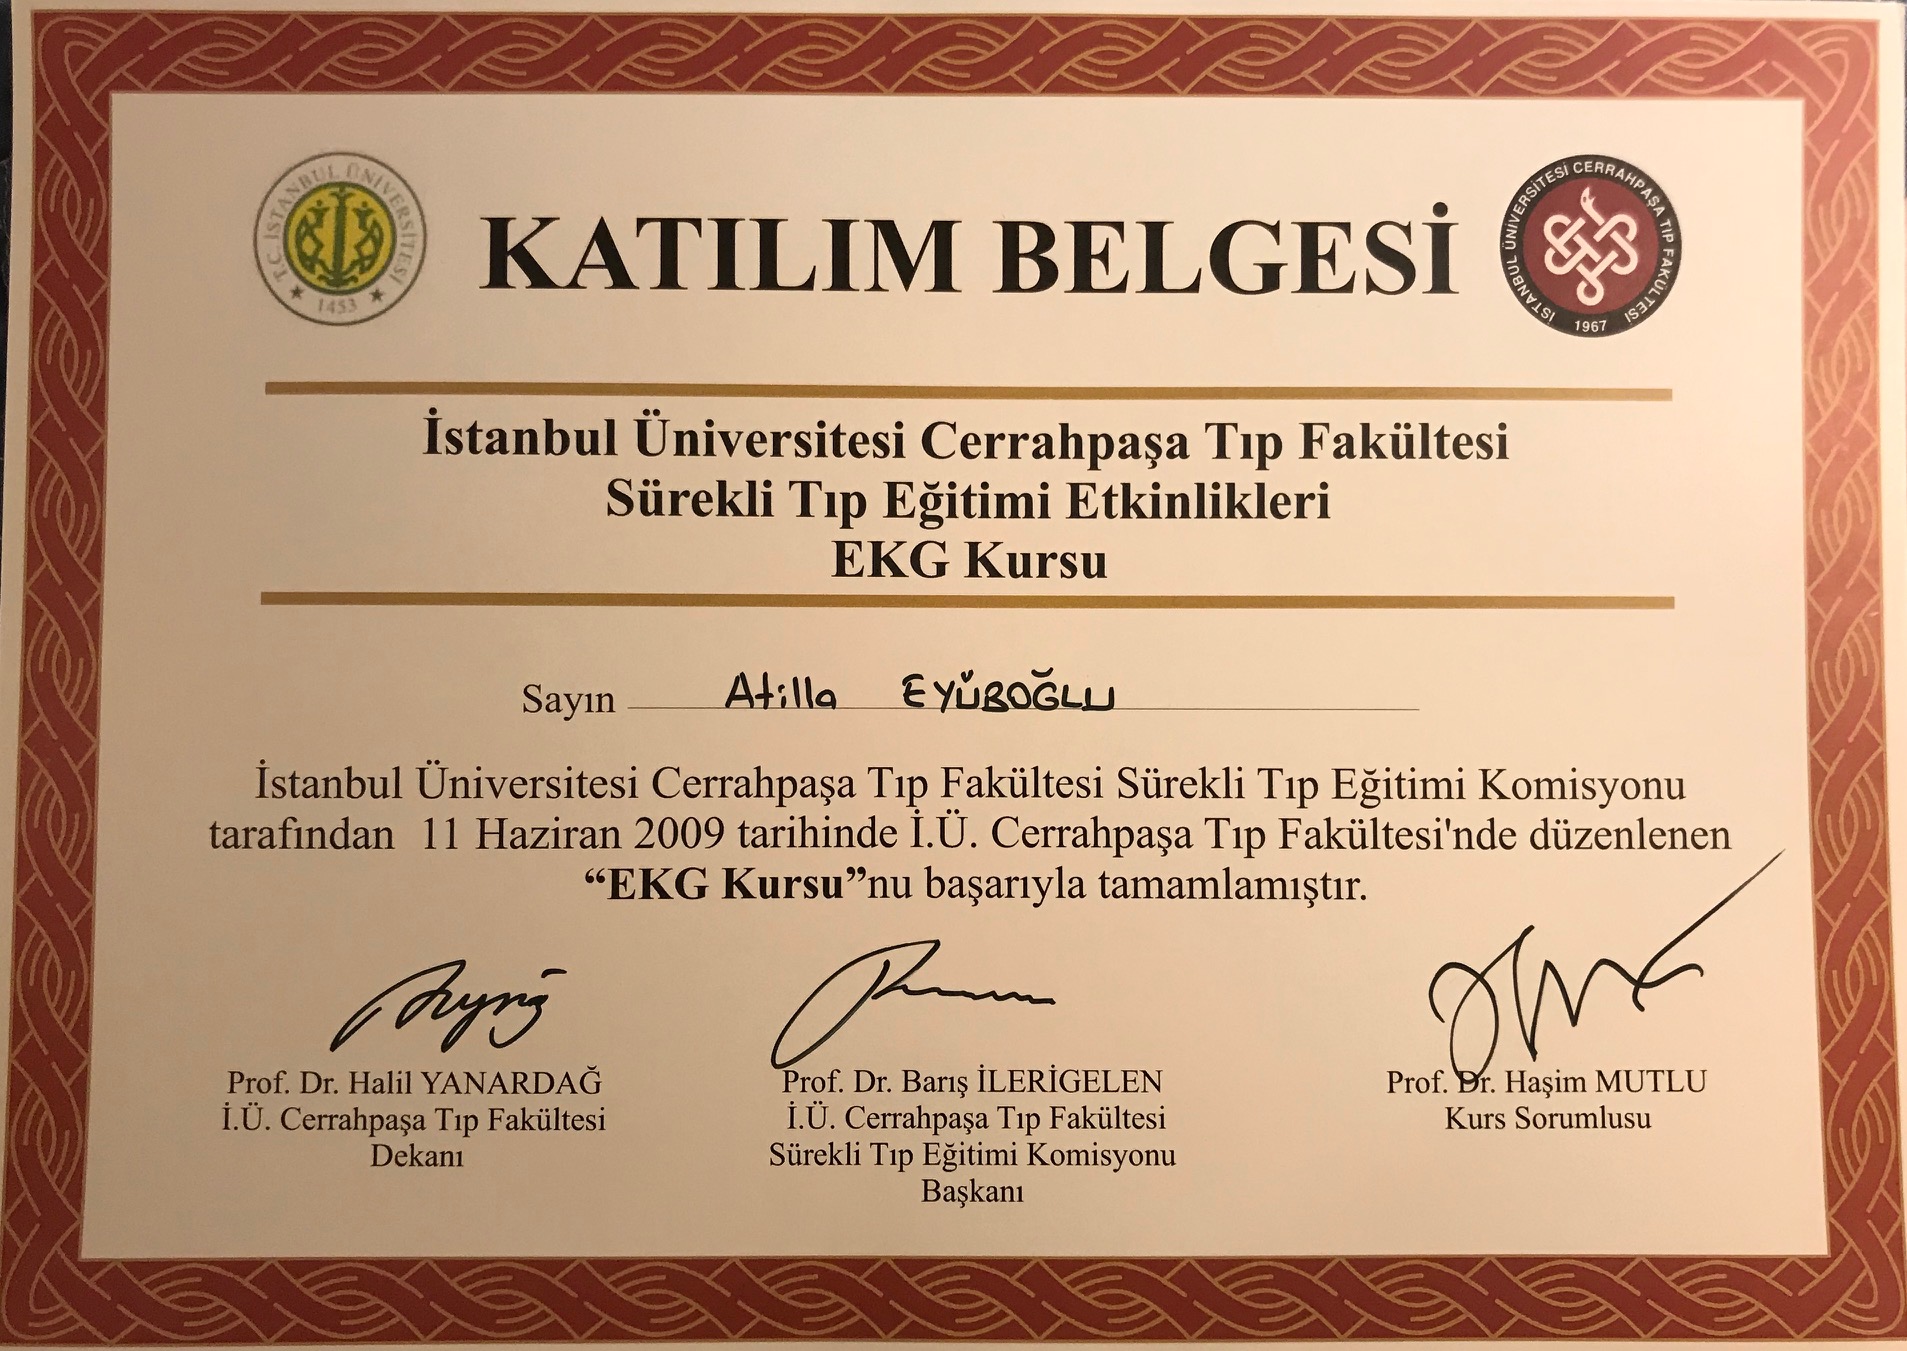 T.C. İSTANBUL ÜNİVERSİTESİ
1453
KATILIM BELGESİ
İSTANBUL ÜNİVERSİTESİ CERRAHPAŞA TIP FAKÜLTESİ
1967
İstanbul Üniversitesi Cerrahpaşa Tıp Fakültesi
Sürekli Tıp Eğitimi Etkinlikleri
EKG Kursu
Sayın Atilla EYÜBOĞLU
İstanbul Üniversitesi Cerrahpaşa Tıp Fakültesi Sürekli Tıp Eğitimi Komisyonu
tarafından 11 Haziran 2009 tarihinde İ.Ü. Cerrahpaşa Tıp Fakültesi'nde düzenlenen
“EKG Kursu”nu başarıyla tamamlamıştır.
Prof. Dr. Halil YANARDAĞ
İ.Ü. Cerrahpaşa Tıp Fakültesi
Dekanı
Prof. Dr. Barış İLERİGELEN
İ.Ü. Cerrahpaşa Tıp Fakültesi
Sürekli Tıp Eğitimi Komisyonu
Başkanı
Prof. Dr. Haşim MUTLU
Kurs Sorumlusu